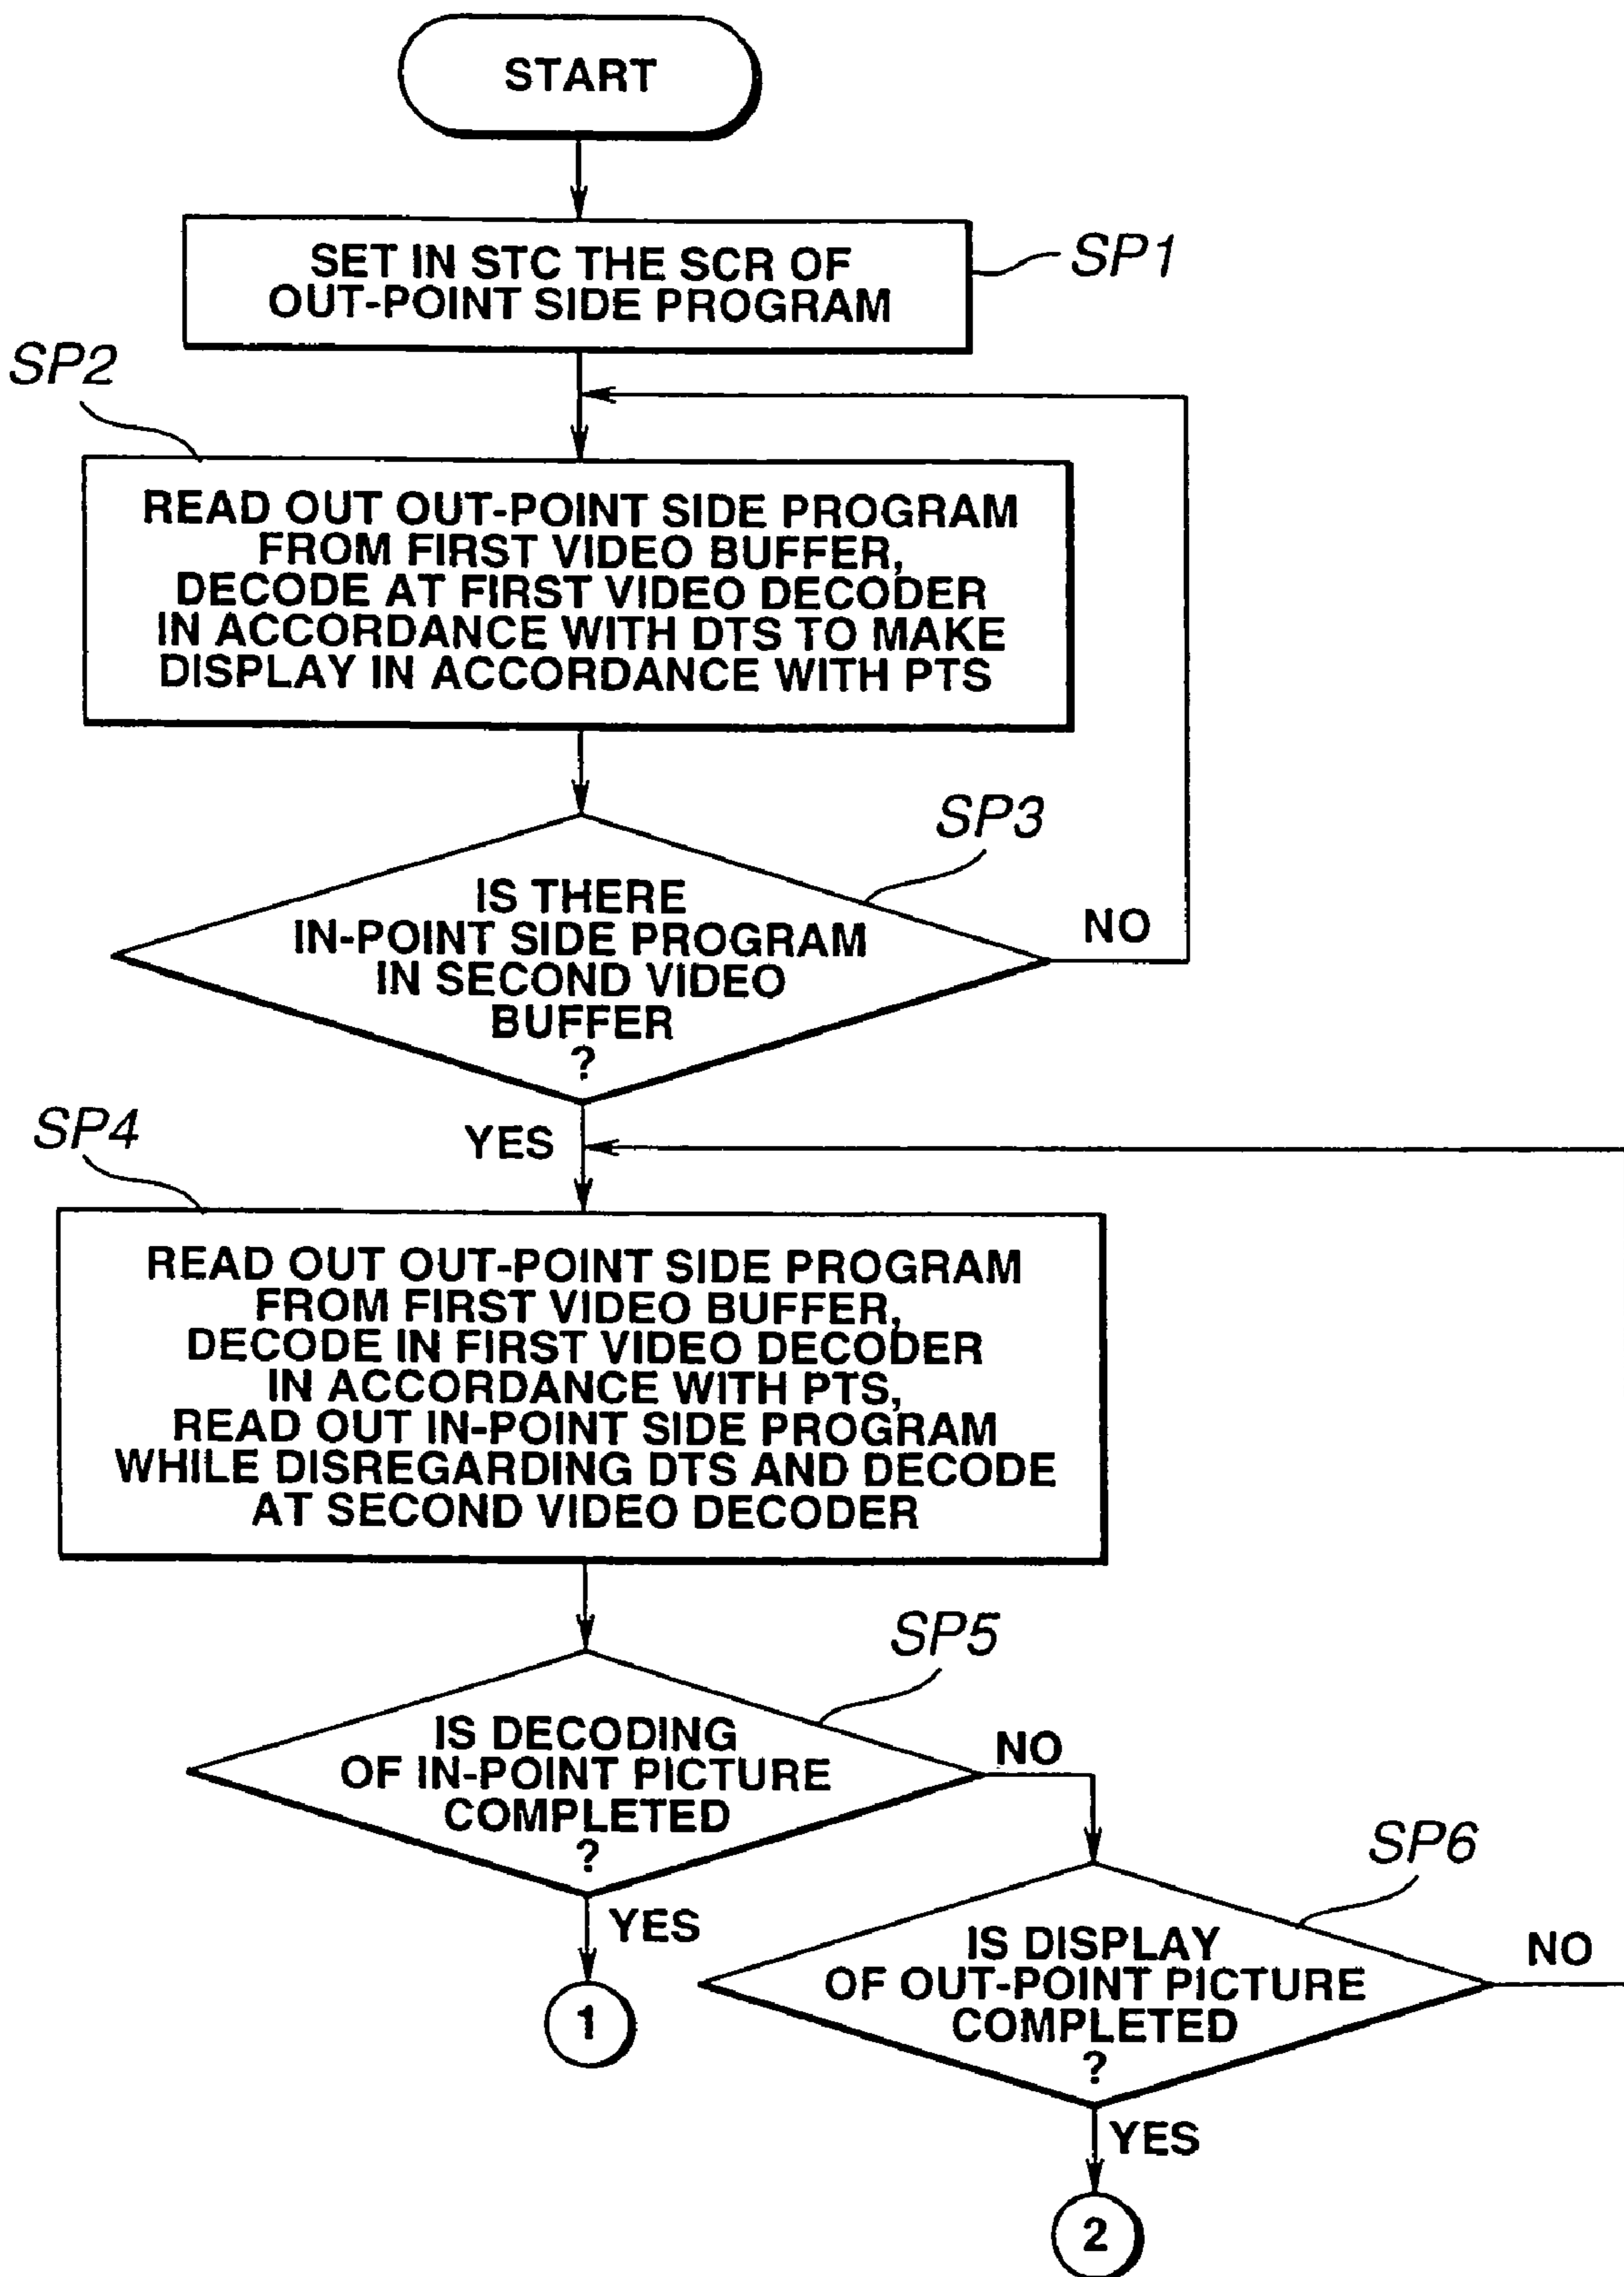 START
SET IN STC THE SCR OF
OUT-POINT SIDE PROGRAM
SP1
SP2
READ OUT OUT-POINT SIDE PROGRAM
FROM FIRST VIDEO BUFFER,
DECODE AT FIRST VIDEO DECODER
IN ACCORDANCE WITH DTS TO MAKE
DISPLAY IN ACCORDANCE WITH PTS
SP3
IS THERE
IN-POINT SIDE PROGRAM
IN SECOND VIDEO
BUFFER
?
NO
YES
SP4
READ OUT OUT-POINT SIDE PROGRAM
FROM FIRST VIDEO BUFFER,
DECODE IN FIRST VIDEO DECODER
IN ACCORDANCE WITH PTS,
READ OUT IN-POINT SIDE PROGRAM
WHILE DISREGARDING DTS AND DECODE
AT SECOND VIDEO DECODER
SP5
IS DECODING
OF IN-POINT PICTURE
COMPLETED
?
NO
YES
1
SP6
IS DISPLAY
OF OUT-POINT PICTURE
COMPLETED
?
NO
YES
2